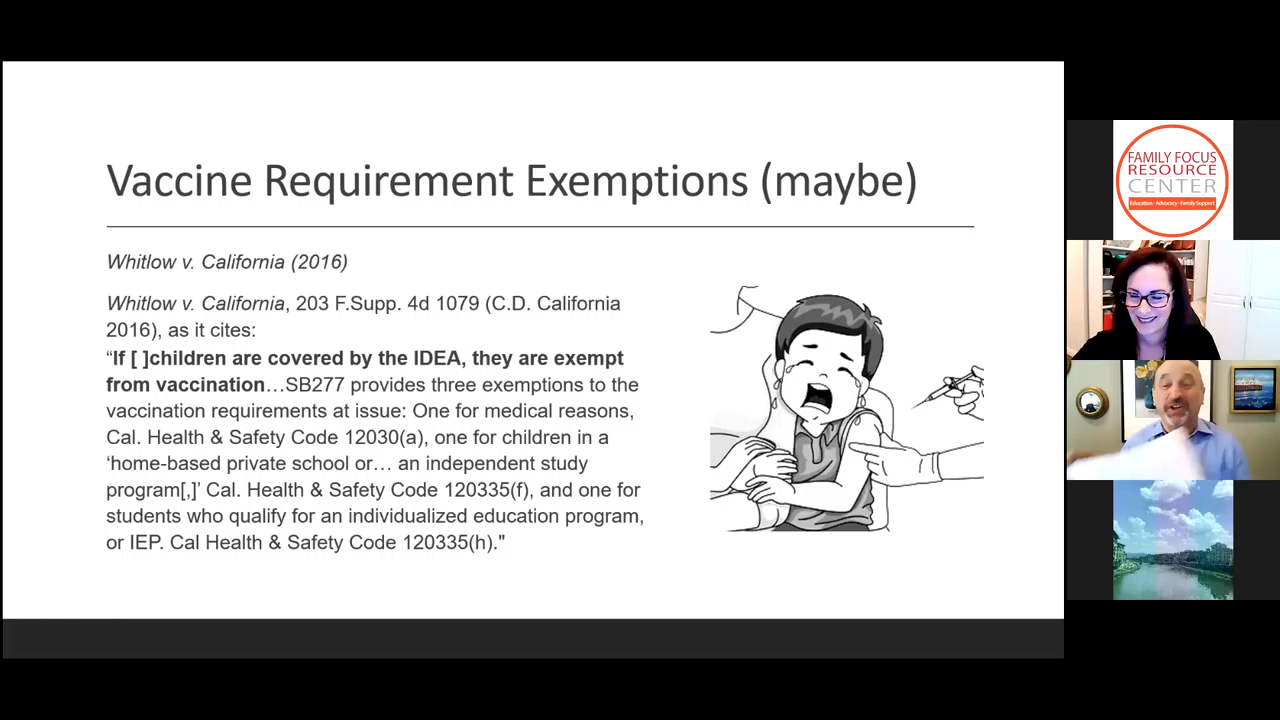 Vaccine Requirement Exemptions (maybe)
Whitlow v. California (2016)
Whitlow v. California, 203 F.Supp. 4d 1079 (C.D. California
2016), as it cites:
“If [ ]children are covered by the IDEA, they are exempt
from vaccination…SB277 provides three exemptions to the
vaccination requirements at issue: One for medical reasons,
Cal. Health & Safety Code 12030(a), one for children in a
‘home-based private school or… an independent study
program[,]’ Cal. Health & Safety Code 120335(f), and one for
students who qualify for an individualized education program,
or IEP. Cal Health & Safety Code 120335(h)."
FAMILY FOCUS
RESOURCE
CENTER
Education - Advocacy - Family Support